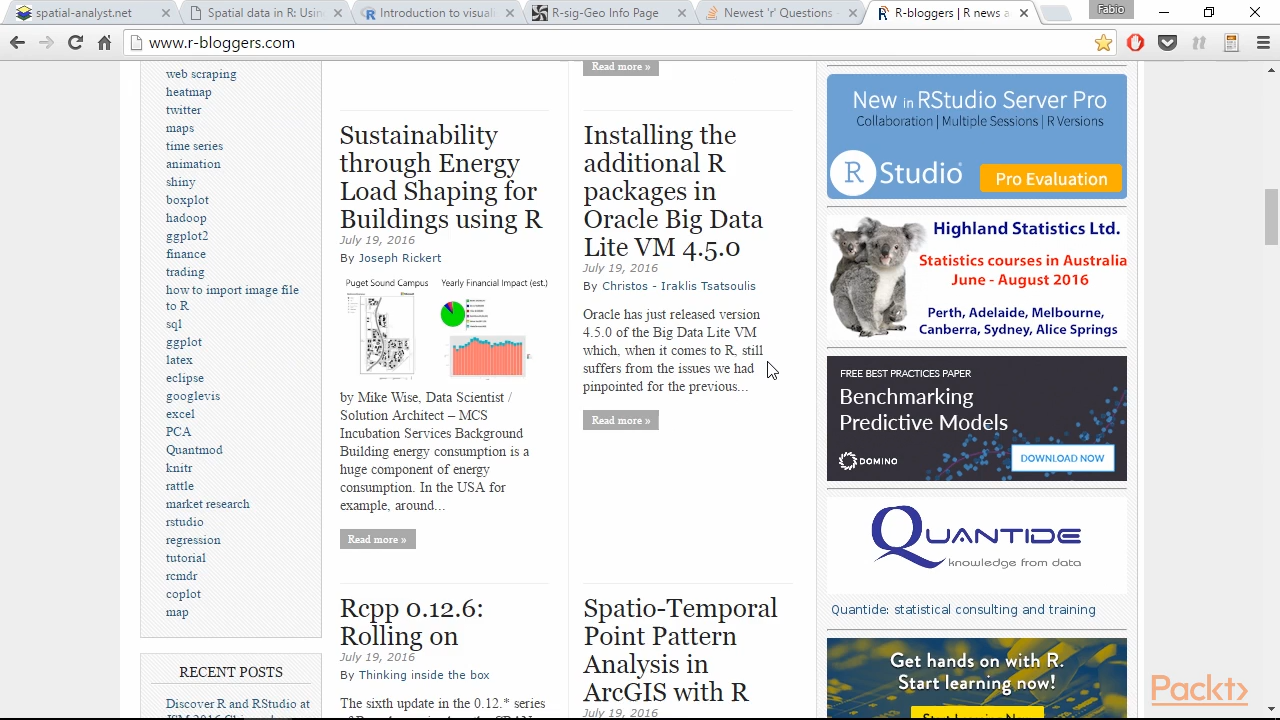 spatial-analyst.net
Spatial data in R: Usin
Introduction to visual
R-sig-Geo Info Page
Newest 'r' Questions
R-bloggers | R news a
Fabio
www.r-bloggers.com
web scraping
heatmap
twitter
maps
time series
animation
shiny
boxplot
hadoop
ggplot2
finance
trading
how to import image file
to R
sql
ggplot
latex
eclipse
googlevis
excel
PCA
Quantmod
knitr
rattle
market research
rstudio
regression
tutorial
rcmdr
coplot
map
RECENT POSTS
Discover R and RStudio at
Sustainability
through Energy
Load Shaping for
Buildings using R
July 19, 2016
By Joseph Rickert
Puget Sound Campus
Yearly Financial Impact (est.)
by Mike Wise, Data Scientist /
Solution Architect – MCS
Incubation Services Background
Building energy consumption is a
huge component of energy
consumption. In the USA for
example, around...
Read more »
Rcpp 0.12.6:
Rolling on
July 19, 2016
By Thinking inside the box
The sixth update in the 0.12.* series
Read more »
Installing the
additional R
packages in
Oracle Big Data
Lite VM 4.5.0
July 19, 2016
By Christos - Iraklis Tsatsoulis
Oracle has just released version
4.5.0 of the Big Data Lite VM
which, when it comes to R, still
suffers from the issues we had
pinpointed for the previous...
Read more »
Spatio-Temporal
Point Pattern
Analysis in
ArcGIS with R
July 19, 2016
New in RStudio Server Pro
Collaboration | Multiple Sessions | R Versions
R Studio
Pro Evaluation
Highland Statistics Ltd.
Statistics courses in Australia
June - August 2016
Perth, Adelaide, Melbourne,
Canberra, Sydney, Alice Springs
FREE BEST PRACTICES PAPER
Benchmarking
Predictive Models
DOMINO
DOWNLOAD NOW
QUANTIDE
knowledge from data
Quantide: statistical consulting and training
Get hands on with R.
Start learning now!
Packt